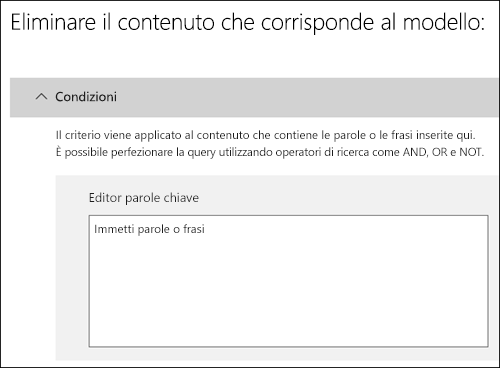 Eliminare il contenuto che corrisponde al modello:
Condizioni
Il criterio viene applicato al contenuto che contiene le parole o le frasi inserite qui.
È possibile perfezionare la query utilizzando operatori di ricerca come AND, OR e NOT.
Editor parole chiave
Immetti parole o frasi